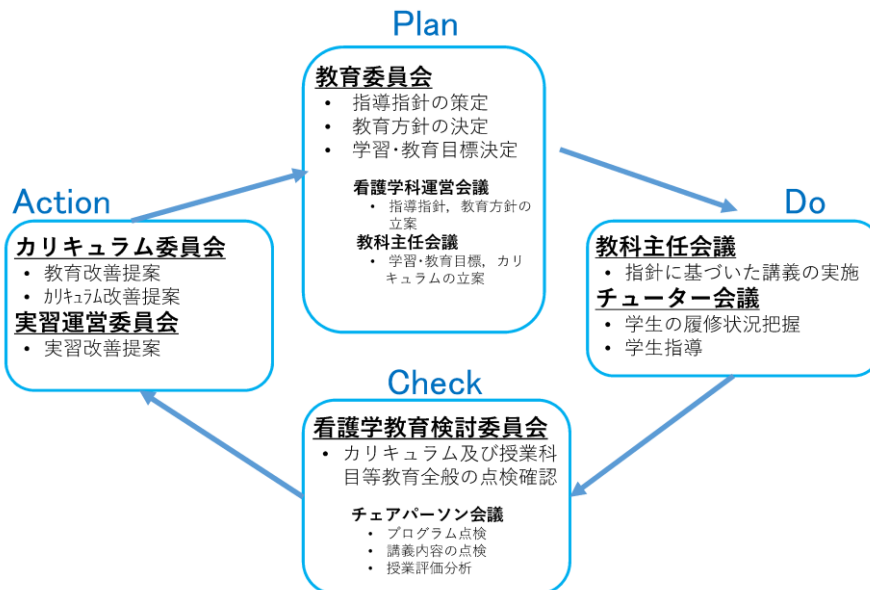 Plan
教育委員会
• 指導指針の策定
• 教育方針の決定
• 学習・教育目標決定
看護学科運営会議
• 指導指針，教育方針の
立案
教科主任会議
• 学習・教育目標，カリ
キュラムの立案
Do
教科主任会議
• 指針に基づいた講義の実施
チューター会議
• 学生の履修状況把握
• 学生指導
Check
看護学教育検討委員会
• カリキュラム及び授業科
目等教育全般の点検確認
チェアパーソン会議
• プログラム点検
• 講義内容の点検
• 授業評価分析
Action
カリキュラム委員会
• 教育改善提案
• ｶﾘｷｭﾗﾑ改善提案
実習運営委員会
• 実習改善提案